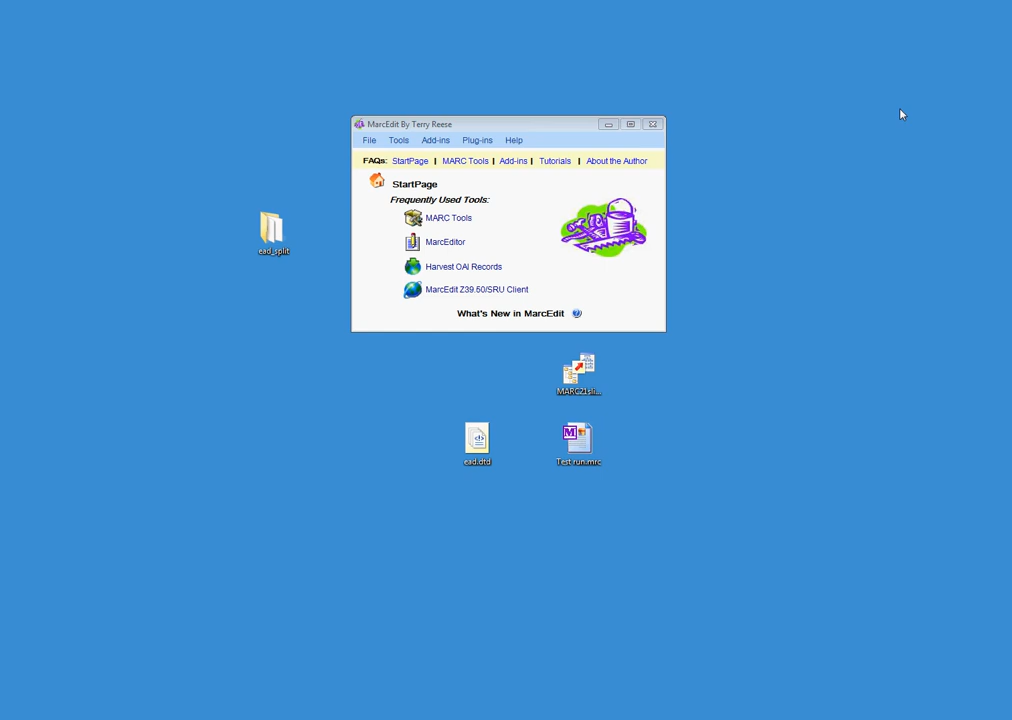 MarcEdit By Terry Reese
File Tools Add-ins Plug-ins Help
FAQs: StartPage | MARC Tools | Add-ins | Tutorials | About the Author
StartPage
Frequently Used Tools:
MARC Tools
MarcEditor
Harvest OAI Records
MarcEdit Z39.50/SRU Client
What's New in MarcEdit
ead_split
ead.dtd
Test run.mrc